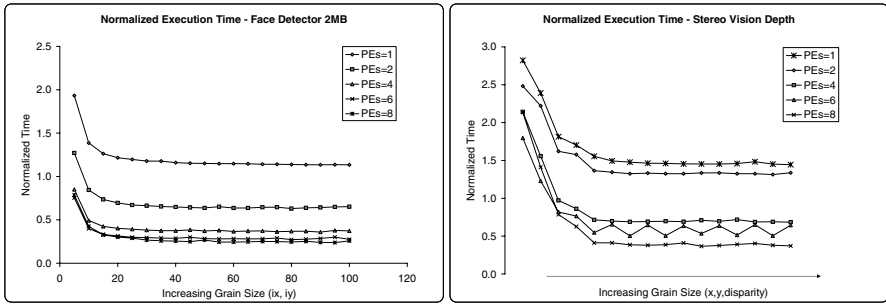 Normalized Execution Time - Face Detector 2MB
2.5
2.0
1.5
1.0
0.5
0.0
Normalized Time
0 20 40 60 80 100 120
Increasing Grain Size (ix, iy)
PEs=1
PEs=2
PEs=4
PEs=6
PEs=8
Normalized Execution Time - Stereo Vision Depth
3.0
2.5
2.0
1.5
1.0
0.5
0.0
Normalized Time
Increasing Grain Size (x,y,disparity)
PEs=1
PEs=2
PEs=4
PEs=6
PEs=8